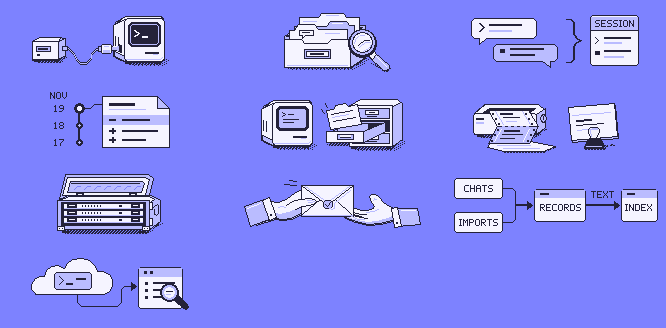 SESSION
NOV
19
18
17
CHATS
IMPORTS
RECORDS
TEXT
INDEX